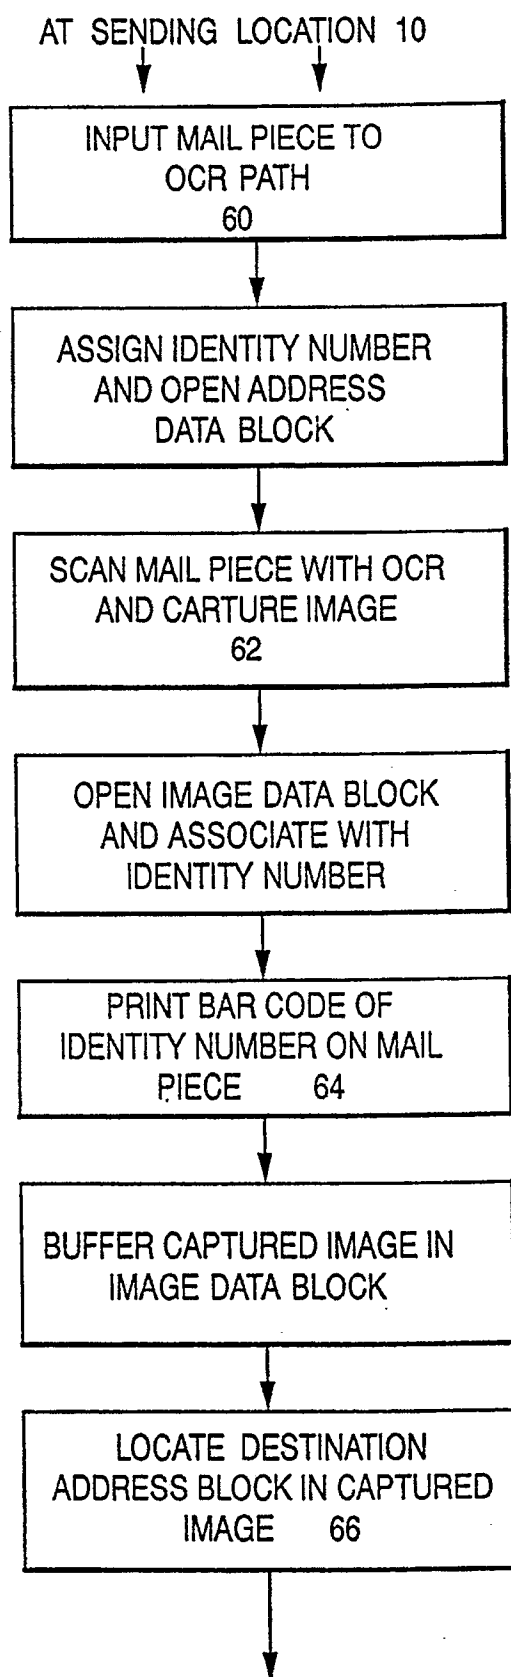 AT SENDING LOCATION 10
INPUT MAIL PIECE TO
OCR PATH
60
ASSIGN IDENTITY NUMBER
AND OPEN ADDRESS
DATA BLOCK
SCAN MAIL PIECE WITH OCR
AND CARTURE IMAGE
62
OPEN IMAGE DATA BLOCK
AND ASSOCIATE WITH
IDENTITY NUMBER
PRINT BAR CODE OF
IDENTITY NUMBER ON MAIL
PIECE 64
BUFFER CAPTURED IMAGE IN
IMAGE DATA BLOCK
LOCATE DESTINATION
ADDRESS BLOCK IN CAPTURED
IMAGE 66